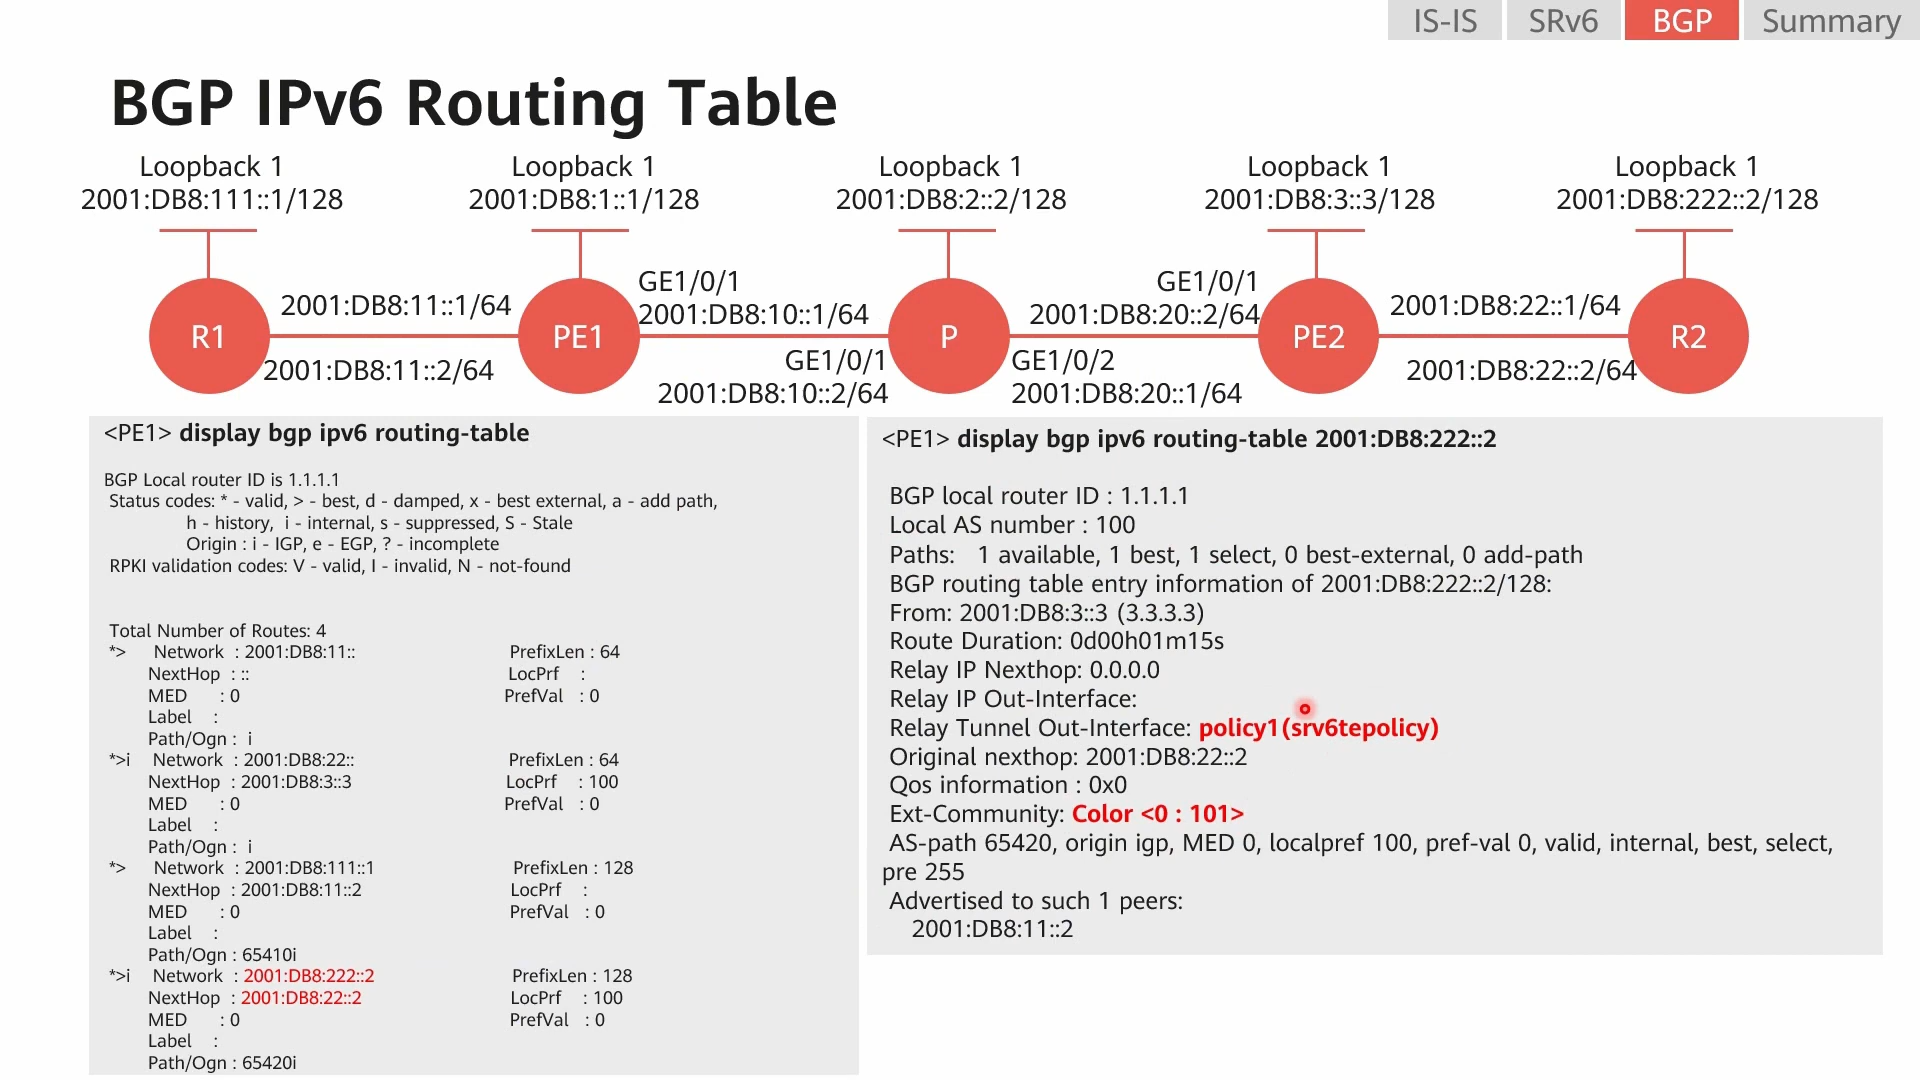 IS-IS SRv6 BGP Summary
BGP IPv6 Routing Table
Loopback 1
2001:DB8:111::1/128
Loopback 1
2001:DB8:1::1/128
Loopback 1
2001:DB8:2::2/128
Loopback 1
2001:DB8:3::3/128
Loopback 1
2001:DB8:222::2/128
R1
2001:DB8:11::1/64
2001:DB8:11::2/64
PE1
GE1/0/1
2001:DB8:10::1/64
GE1/0/1
2001:DB8:10::2/64
P
GE1/0/1
2001:DB8:20::2/64
GE1/0/2
2001:DB8:20::1/64
PE2
2001:DB8:22::1/64
2001:DB8:22::2/64
R2
<PE1> display bgp ipv6 routing-table
BGP Local router ID is 1.1.1.1
Status codes: * - valid, > - best, d - damped, x - best external, a - add path,
h - history, i - internal, s - suppressed, S - Stale
Origin : i - IGP, e - EGP, ? - incomplete
RPKI validation codes: V - valid, I - invalid, N - not-found
Total Number of Routes: 4
*> Network : 2001:DB8:11:: PrefixLen : 64
NextHop : :: LocPrf :
MED : 0 PrefVal : 0
Label :
Path/Ogn : i
*>i Network : 2001:DB8:22:: PrefixLen : 64
NextHop : 2001:DB8:3::3 LocPrf : 100
MED : 0 PrefVal : 0
Label :
Path/Ogn : i
*> Network : 2001:DB8:111::1 PrefixLen : 128
NextHop : 2001:DB8:11::2 LocPrf :
MED : 0 PrefVal : 0
Label :
Path/Ogn : 65410i
*>i Network : 2001:DB8:222::2 PrefixLen : 128
NextHop : 2001:DB8:22::2 LocPrf : 100
MED : 0 PrefVal : 0
Label :
Path/Ogn : 65420i
<PE1> display bgp ipv6 routing-table 2001:DB8:222::2
BGP local router ID : 1.1.1.1
Local AS number : 100
Paths: 1 available, 1 best, 1 select, 0 best-external, 0 add-path
BGP routing table entry information of 2001:DB8:222::2/128:
From: 2001:DB8:3::3 (3.3.3.3)
Route Duration: 0d00h01m15s
Relay IP Nexthop: 0.0.0.0
Relay IP Out-Interface:
Relay Tunnel Out-Interface: policy1(srv6tepolicy)
Original nexthop: 2001:DB8:22::2
Qos information : 0x0
Ext-Community: Color <0 : 101>
AS-path 65420, origin igp, MED 0, localpref 100, pref-val 0, valid, internal, best, select,
pre 255
Advertised to such 1 peers:
2001:DB8:11::2